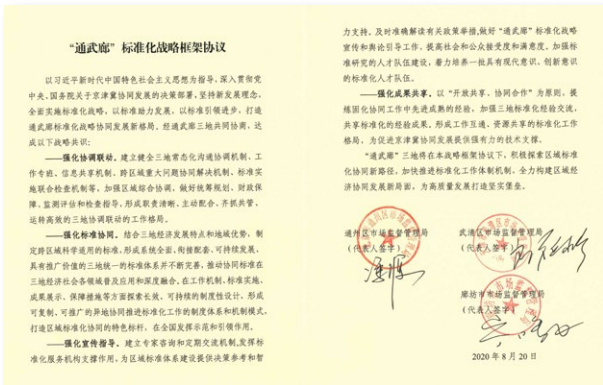 “通武廊”标准化战略框架协议
以习近平新时代中国特色社会主义思想为指导，深入贯彻党
中央、国务院关于京津冀协同发展的决策部署，坚持新发展理念，
全面实施标准化战略，以标准助力发展，以标准引领进步，打造
通武廊标准化战略协同发展新格局。经通武廊三地共同协商，达
成以下战略共识：
——强化协调联动。建立健全三地常态化沟通协调机制、工
作专班、信息共享机制、跨区域重大问题协同解决机制、标准实
施联合检查机制等，加强区域综合协调，做好统筹规划、财政保
障、监测评估和检查指导，形成职责清晰、主动配合、齐抓共管、
运转高效的三地协调联动的工作格局。
——强化标准协同。结合三地经济发展特点和地域优势，制
定跨区域科学适用的标准，形成系统全面、衔接配套、可持续发展、
具有推广价值的三地统一的标准体系并不断完善，推动协同标准在
三地经济社会各领域普及应用和深度融合。在工作机制、标准实施、
成果展示、保障措施等方面探索长效、可持续的制度性设计，形成
可复制、可推广的异地协同推进标准化工作的制度体系和机制模式，
打造区域标准化协同的特色标杆，在全国发挥示范和引领作用。
——强化宣传指导。建立专家咨询和定期交流机制，发挥标
准化服务机构支撑作用，为区域标准体系建设提供决策参考和智
力支持。及时准确解读有关政策举措，做好“通武廊”标准化战略
宣传和舆论引导工作，提高社会和公众接受度和满意度。加强标
准研究的人才队伍建设，着力培养一批具有现代意识、创新意识
的标准化人才队伍。
——强化成果共享。以“开放共享、协同合作”为原则，提
炼固化协同工作中先进成熟的经验，加强三地标准化经验交流，
共享标准化的经验成果，形成工作互通、资源共享的标准化工作
格局，为促进京津冀协同发展提供强有力的技术支撑。
“通武廊”三地将在本战略框架协议下，积极探索区域标准
化协同新路径，加快推进标准化工作体制机制，全力构建区域经
济协同发展新局面，为高质量发展打造坚实堡垒。
通州区市场监督管理局
（代表人签字）
武清区市场监督管理局
（代表人签字）
廊坊市市场监督管理局
（代表人签字）
2020年8月20日